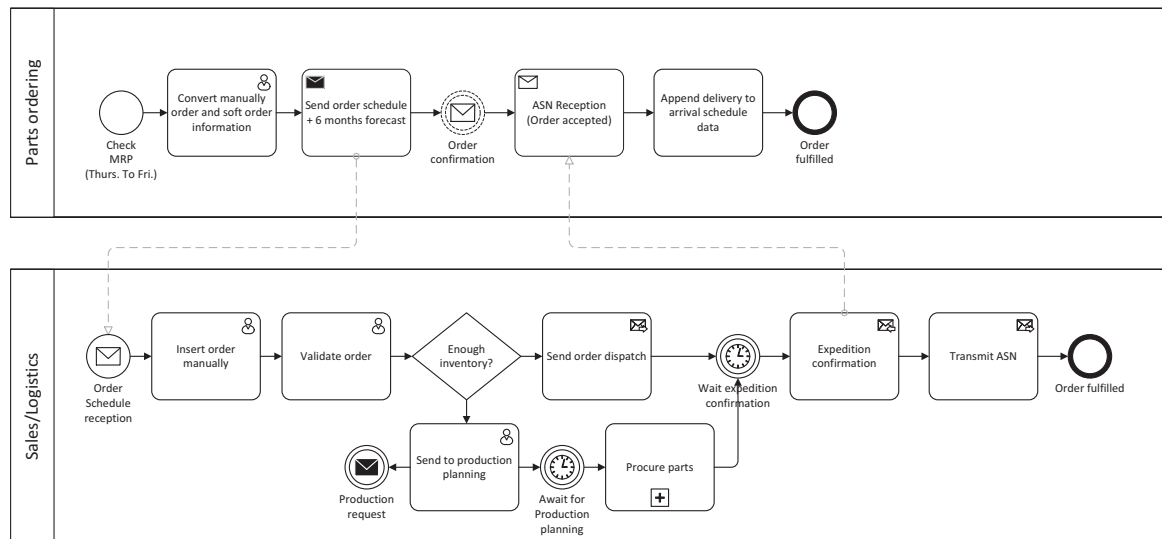 Parts ordering
Convert manually
order and soft order
information
Send order schedule
+ 6 months forecast
ASN Reception
(Order accepted)
Append delivery to
arrival schedule
data
Check
MRP
(Thurs. To Fri.)
Order
confirmation
Order
fulfilled
Sales/Logistics
Insert order
manually
Validate order
Enough
inventory?
Send order dispatch
Expedition
confirmation
Transmit ASN
Order
Schedule
reception
Wait expedition
confirmation
Order fulfilled
Send to production
planning
Procure parts
Production
request
Await for
Production
planning